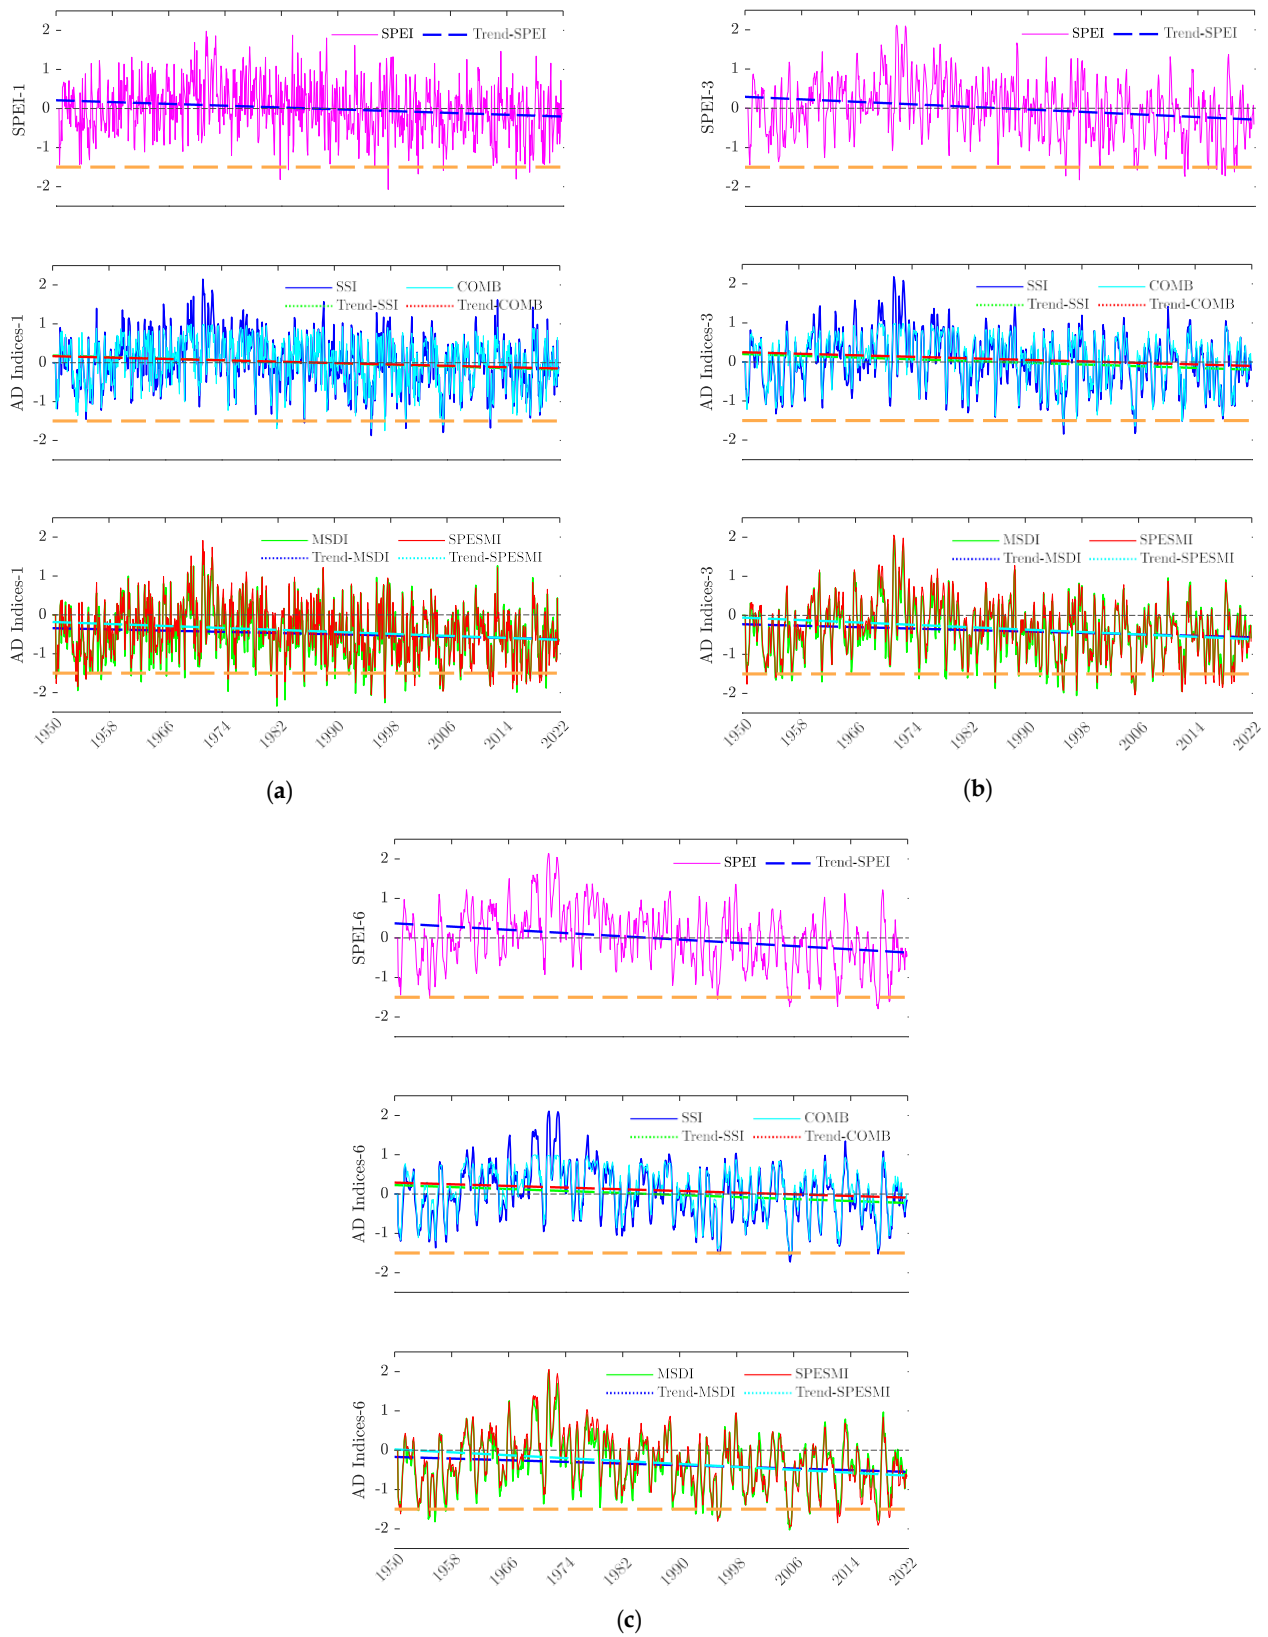 SPEI Trend-SPEI
2
1
0
-1
-2
SPEI-1
SSI COMB
Trend-SSI Trend-COMB
2
1
0
-1
-2
AD Indices-1
MSDI SPESMI
Trend-MSDI Trend-SPESMI
2
1
0
-1
-2
AD Indices-1
1950 1958 1966 1974 1982 1990 1998 2006 2014 2022
(a)
SPEI Trend-SPEI
2
1
0
-1
-2
SPEI-3
SSI COMB
Trend-SSI Trend-COMB
2
1
0
-1
-2
AD Indices-3
MSDI SPESMI
Trend-MSDI Trend-SPESMI
2
1
0
-1
-2
AD Indices-3
1950 1958 1966 1974 1982 1990 1998 2006 2014 2022
(b)
SPEI Trend-SPEI
2
1
0
-1
-2
SPEI-6
SSI COMB
Trend-SSI Trend-COMB
2
1
0
-1
-2
AD Indices-6
MSDI SPESMI
Trend-MSDI Trend-SPESMI
2
1
0
-1
-2
AD Indices-6
1950 1958 1966 1974 1982 1990 1998 2006 2014 2022
(c)